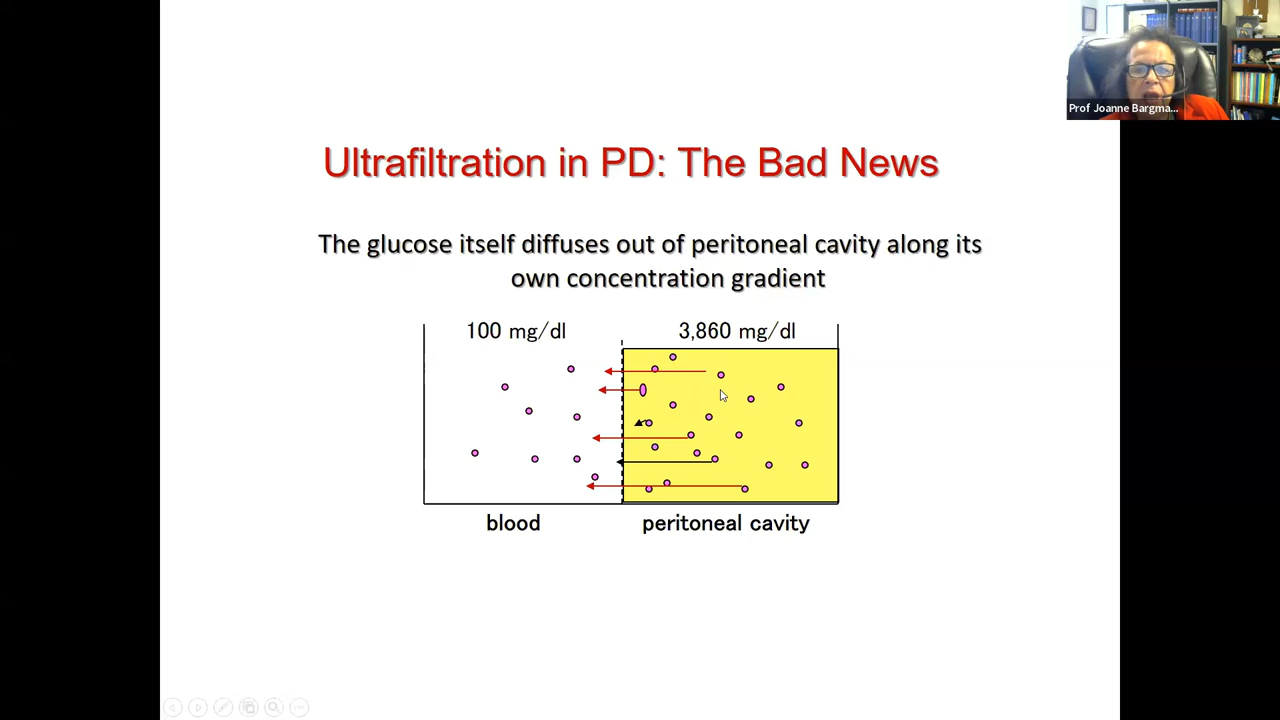 Prof Joanne Bargma...
Ultrafiltration in PD: The Bad News
The glucose itself diffuses out of peritoneal cavity along its
own concentration gradient
100 mg/dl
3,860 mg/dl
blood
peritoneal cavity